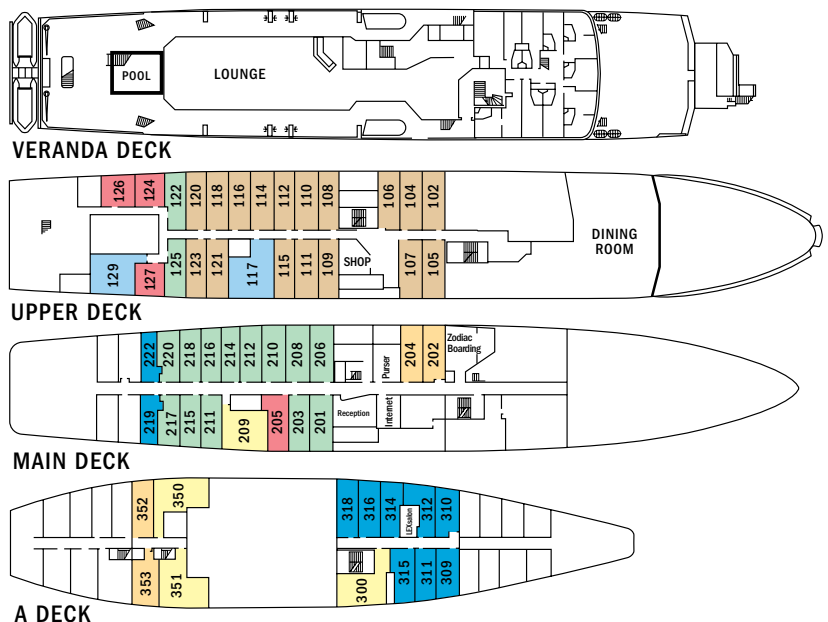 POOL
LOUNGE
VERANDA DECK
126 124 122 120 118 116 114 112 110 108 106 104 102
DINING
ROOM
SHOP
129 127 125 123 121 117 115 111 109 107 105
UPPER DECK
222 220 218 216 214 212 210 208 206 Purser 204 202
Zodiac
Boarding
219 217 215 211 209 205 203 201 Reception Internet
MAIN DECK
352 350 318 316 314 LEXsalon 312 310
353 351 300 315 311 309
A DECK